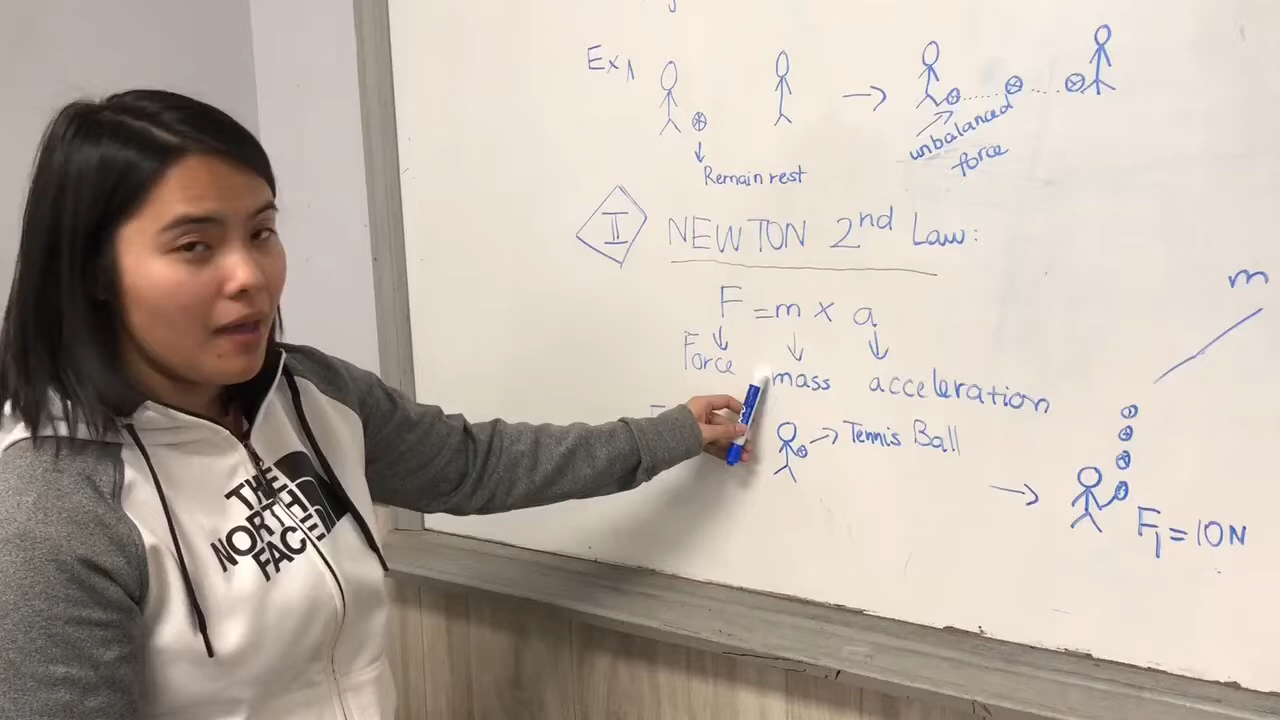 Ex 1
Remain rest
unbalanced
force
II NEWTON 2nd Law:
F = m x a
Force
mass
acceleration
m
Tennis Ball
F1 = 10N
THE
NORTH
FACE